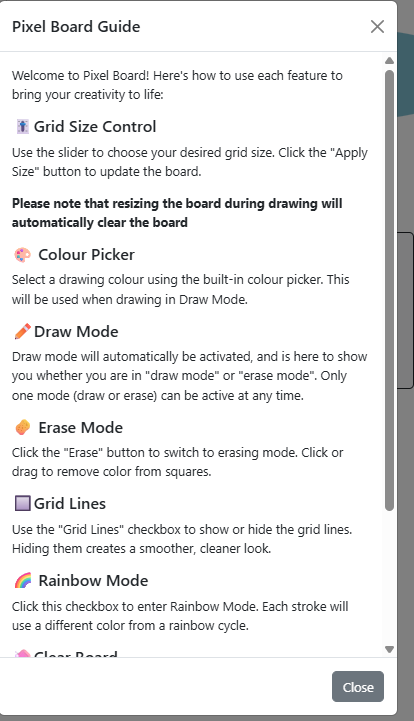 Pixel Board Guide
Welcome to Pixel Board! Here's how to use each feature to
bring your creativity to life:
Grid Size Control
Use the slider to choose your desired grid size. Click the "Apply
Size" button to update the board.
Please note that resizing the board during drawing will
automatically clear the board
Colour Picker
Select a drawing colour using the built-in colour picker. This
will be used when drawing in Draw Mode.
Draw Mode
Draw mode will automatically be activated, and is here to show
you whether you are in "draw mode" or "erase mode". Only
one mode (draw or erase) can be active at any time.
Erase Mode
Click the "Erase" button to switch to erasing mode. Click or
drag to remove color from squares.
Grid Lines
Use the "Grid Lines" checkbox to show or hide the grid lines.
Hiding them creates a smoother, cleaner look.
Rainbow Mode
Click this checkbox to enter Rainbow Mode. Each stroke will
use a different color from a rainbow cycle.
Clear Board
Close